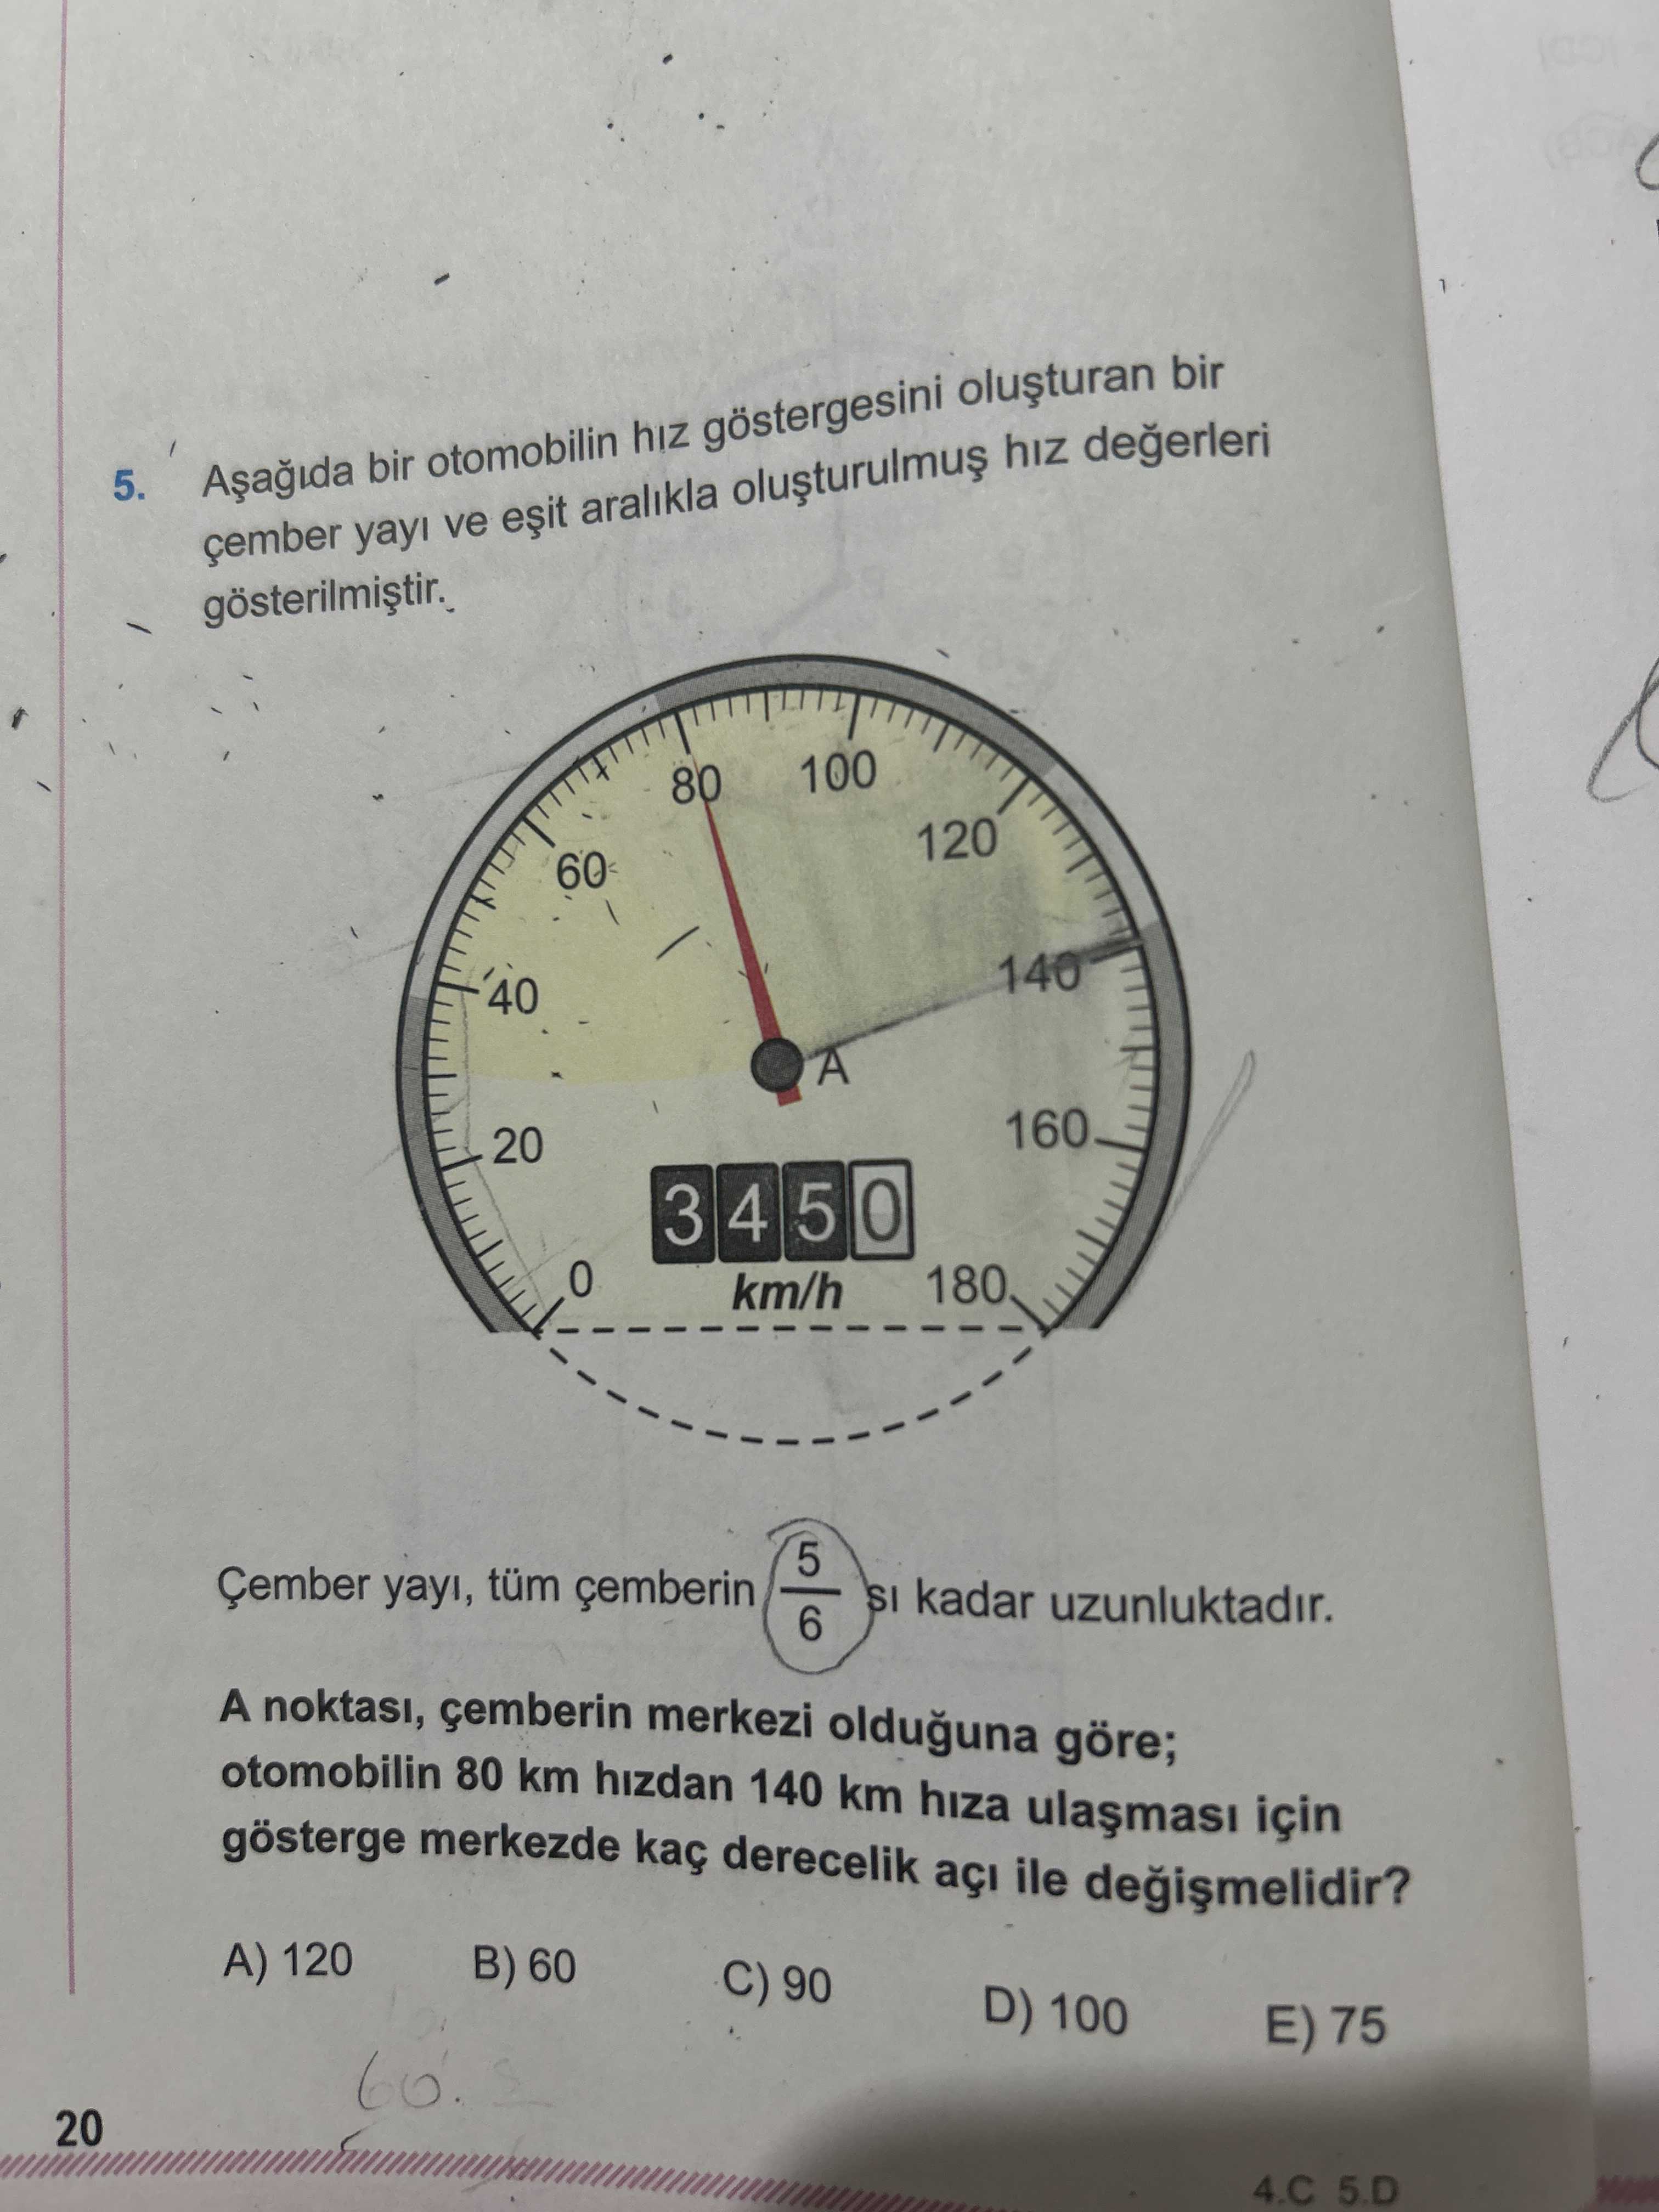 5. Aşağıda bir otomobilin hız göstergesini oluşturan bir
çember yayı ve eşit aralıkla oluşturulmuş hız değerleri
gösterilmiştir.
80 100
60 120
40 140
A
20 160
3450
0 km/h 180
Çember yayı, tüm çemberin 5/6 sı kadar uzunluktadır.
A noktası, çemberin merkezi olduğuna göre;
otomobilin 80 km hızdan 140 km hıza ulaşması için
gösterge merkezde kaç derecelik açı ile değişmelidir?
A) 120 B) 60 C) 90 D) 100 E) 75
60.
20
4.C 5.D